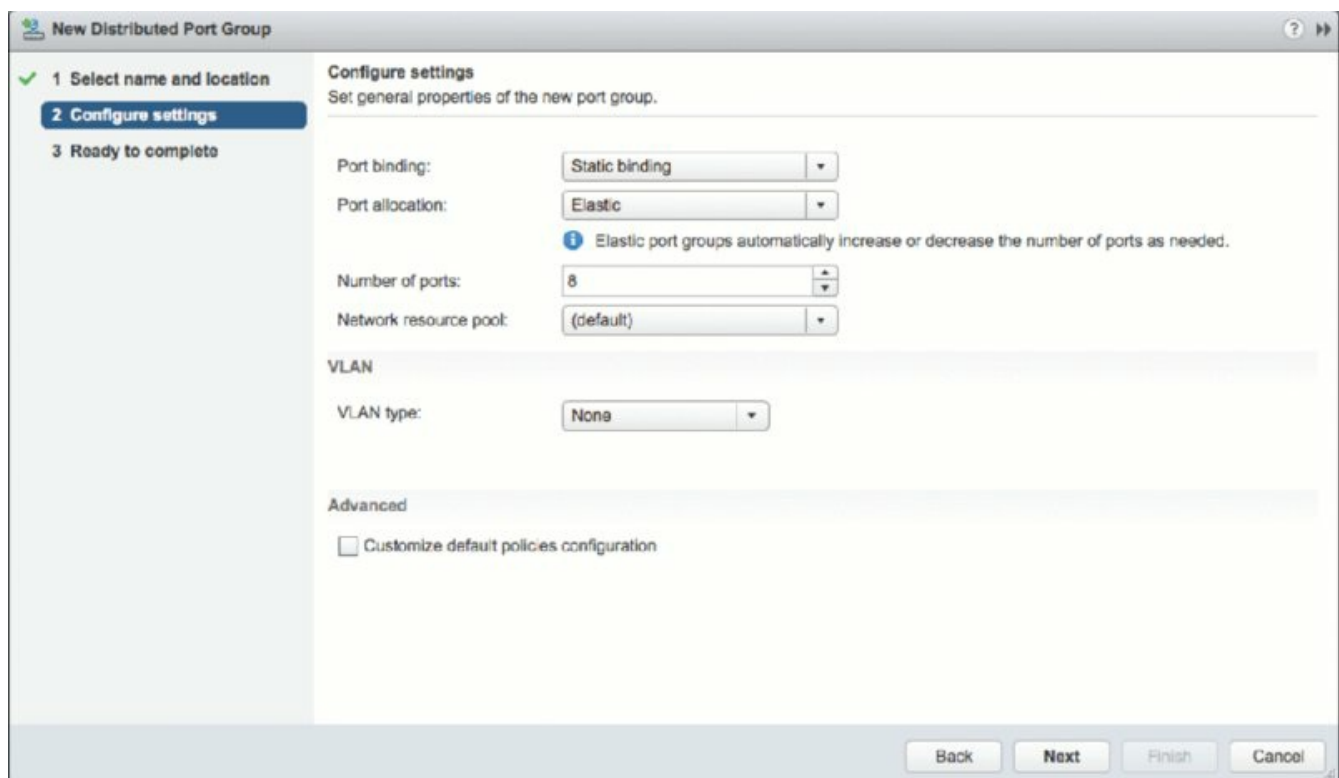 New Distributed Port Group
1 Select name and location
2 Configure settings
3 Ready to complete
Configure settings
Set general properties of the new port group.
Port binding: Static binding
Port allocation: Elastic
Elastic port groups automatically increase or decrease the number of ports as needed.
Number of ports: 8
Network resource pool: (default)
VLAN
VLAN type: None
Advanced
Customize default policies configuration
Back Next Finish Cancel